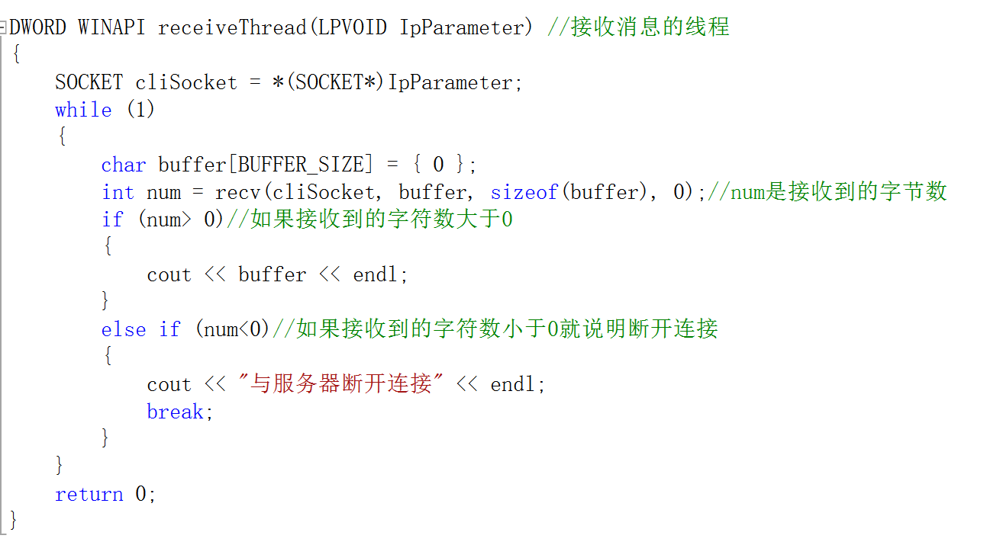 DWORD WINAPI receiveThread(LPVOID IpParameter) //接收消息的线程
{
    SOCKET cliSocket = *(SOCKET*)IpParameter;
    while (1)
    {
        char buffer[BUFFER_SIZE] = { 0 };
        int num = recv(cliSocket, buffer, sizeof(buffer), 0);//num是接收到的字节数
        if (num> 0)//如果接收到的字符数大于0
        {
            cout << buffer << endl;
        }
        else if (num<0)//如果接收到的字符数小于0就说明断开连接
        {
            cout << "与服务器断开连接" << endl;
            break;
        }
    }
    return 0;
}